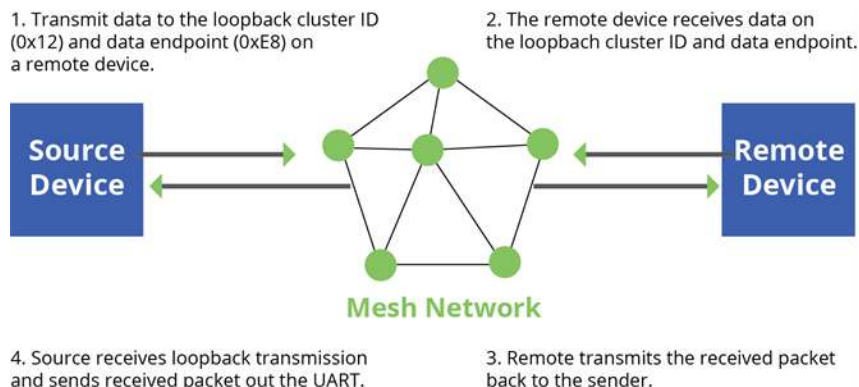 1. Transmit data to the loopback cluster ID
(0x12) and data endpoint (0xE8) on
a remote device.
2. The remote device receives data on
the loopbach cluster ID and data endpoint.
Source
Device
Remote
Device
Mesh Network
4. Source receives loopback transmission
and sends received packet out the UART.
3. Remote transmits the received packet
back to the sender.